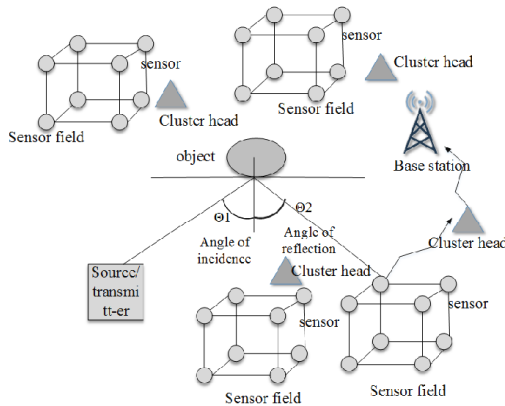 sensor
Cluster head
Sensor field
sensor
Cluster head
Sensor field
Base station
object
Θ1
Θ2
Angle of
incidence
Angle of
reflection
Cluster head
Source/
transmi
tt-er
Cluster head
sensor
Sensor field
sensor
Sensor field